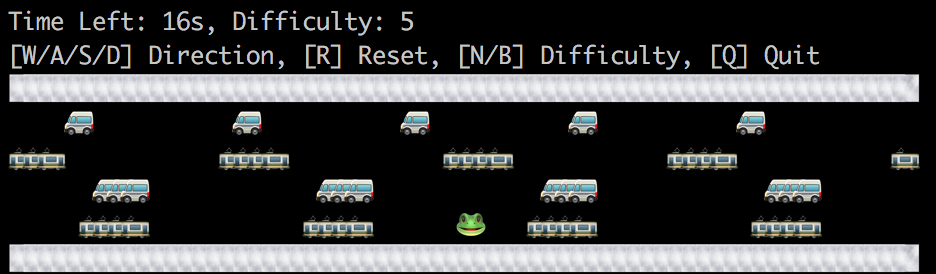 Time Left: 16s, Difficulty: 5
[W/A/S/D] Direction, [R] Reset, [N/B] Difficulty, [Q] Quit